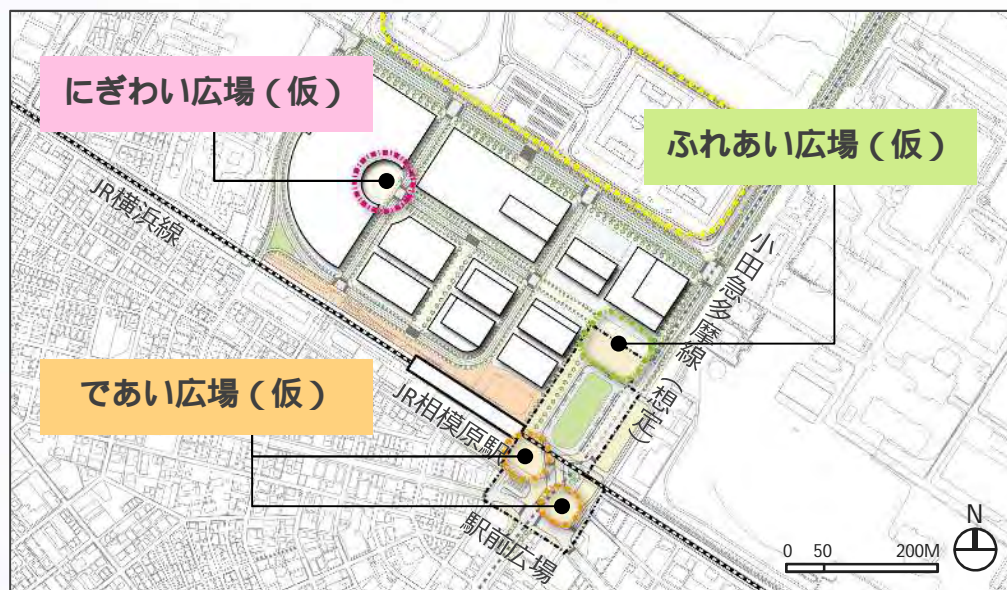 にぎわい広場（仮）
ふれあい広場（仮）
JR横浜線
小田急多摩線（想定）
であい広場（仮）
JR相模原駅
駅前広場
N
0 50 200M